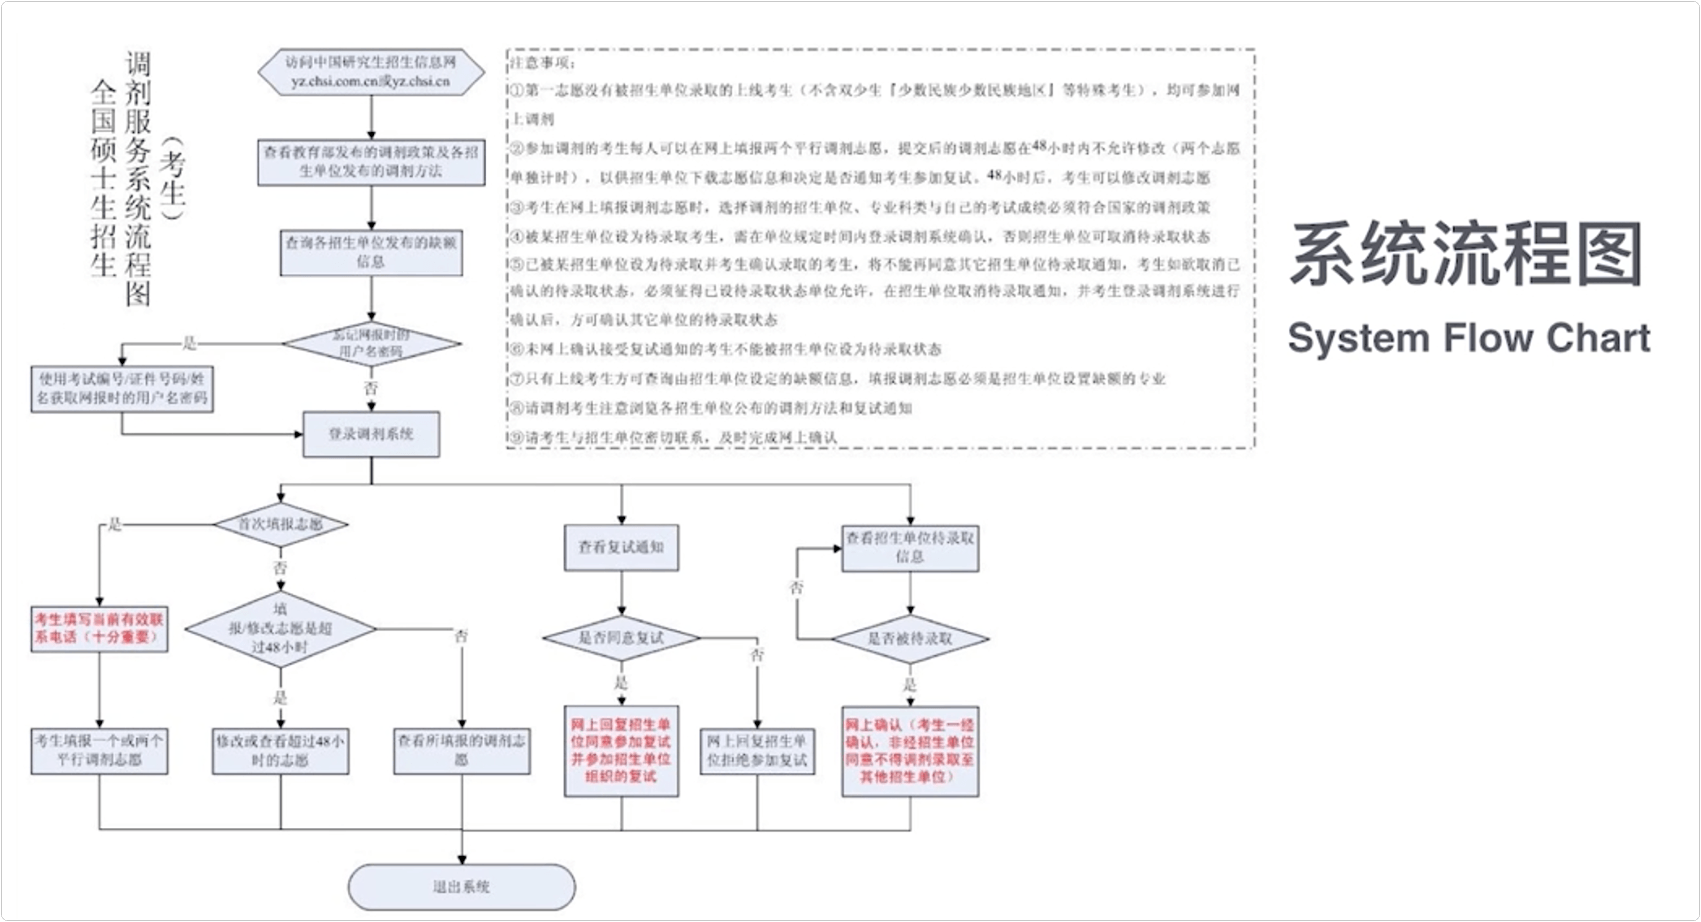 全国硕士生招生
调剂服务系统流程图
（考生）
访问中国研究生招生信息网
yz.chsi.com.cn或yz.chsi.cn
查看教育部发布的调剂政策及各招
生单位发布的调剂方法
查询各招生单位发布的缺额
信息
忘记网报时的
用户名密码
是
否
使用考试编号/证件号码/姓
名获取网报时的用户名密码
登录调剂系统
注意事项：
①第一志愿没有被招生单位录取的上线考生（不含双少生『少数民族少数民族地区』等特殊考生），均可参加网
上调剂
②参加调剂的考生每人可以在网上填报两个平行调剂志愿，提交后的调剂志愿在48小时内不允许修改（两个志愿
单独计时），以供招生单位下载志愿信息和决定是否通知考生参加复试。48小时后，考生可以修改调剂志愿
③考生在网上填报调剂志愿时，选择调剂的招生单位、专业科类与自己的考试成绩必须符合国家的调剂政策
④被某招生单位设为待录取考生，需在单位规定时间内登录调剂系统确认，否则招生单位可取消待录取状态
⑤已被某招生单位设为待录取并考生确认录取的考生，将不能再同意其它招生单位待录取通知，考生如欲取消已
确认的待录取状态，必须征得已设待录取状态单位允许，在招生单位取消待录取通知，并考生登录调剂系统进行
确认后，方可确认其它单位的待录取状态
⑥未网上确认接受复试通知的考生不能被招生单位设为待录取状态
⑦只有上线考生方可查询由招生单位设定的缺额信息，填报调剂志愿必须是招生单位设置缺额的专业
⑧请调剂考生注意浏览各招生单位公布的调剂方法和复试通知
⑨请考生与招生单位密切联系，及时完成网上确认
系统流程图
System Flow Chart
首次填报志愿
是
否
考生填写当前有效联
系电话（十分重要）
填
报/修改志愿是超
过48小时
否
是
考生填报一个或两个
平行调剂志愿
修改或查看超过48小
时的志愿
查看所填报的调剂志
愿
查看复试通知
是否同意复试
否
是
网上回复招生单
位同意参加复试
并参加招生单位
组织的复试
网上回复招生单
位拒绝参加复试
查看招生单位待录取
信息
否
是否被待录取
是
网上确认（考生一经
确认，非经招生单位
同意不得调剂录取至
其他招生单位）
退出系统